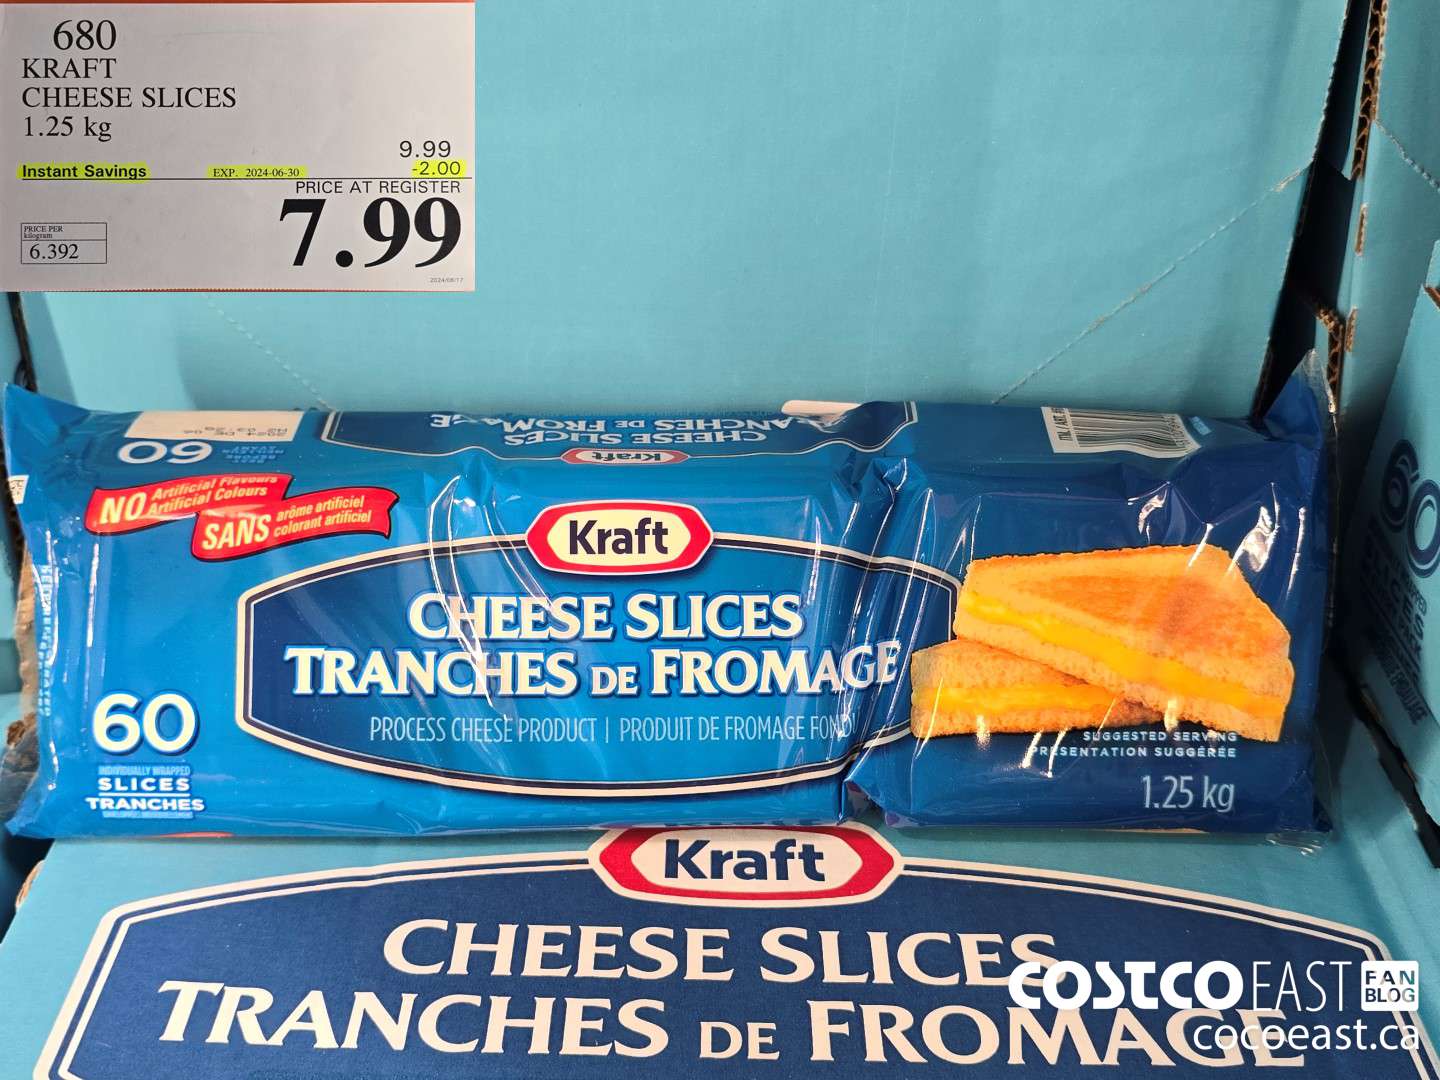 680
KRAFT
CHEESE SLICES
1.25 kg
9.99
Instant Savings EXP. 2024-06-30 -2.00
PRICE AT REGISTER
7.99
PRICE PER
kilogram
6.392
2024/06/17
60
CHEESE SLICES
Kraft
NO Artificial Flavours
Artificial Colours
SANS arôme artificiel
colorant artificiel
Kraft
CHEESE SLICES
TRANCHES DE FROMAGE
PROCESS CHEESE PRODUCT | PRODUIT DE FROMAGE FONDU
60
INDIVIDUALLY WRAPPED
SLICES
TRANCHES
SUGGESTED SERVING
PRÉSENTATION SUGGÉRÉE
1.25 kg
Kraft
CHEESE SLICES
TRANCHES DE FROMAGE
60
COSTCO EAST FAN
BLOG
cocoeast.ca